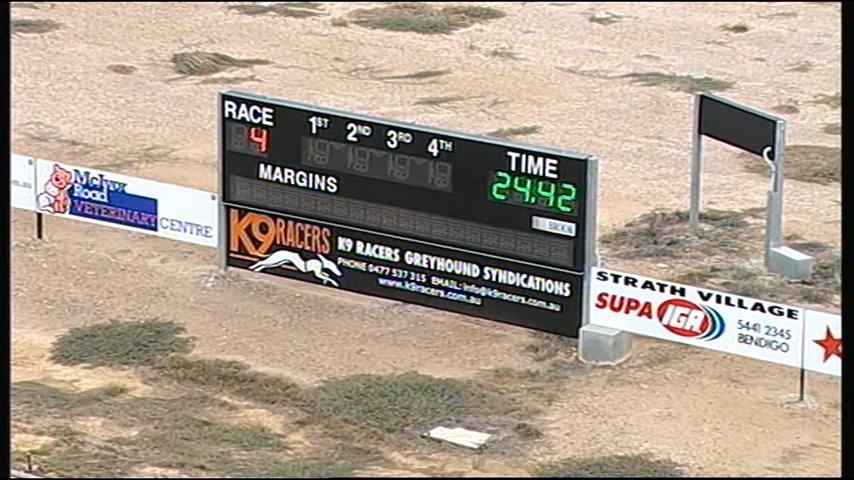 RACE 1ST 2ND 3RD 4TH
4
TIME
24.42
MARGINS
BROOK
K9 RACERS
K9 RACERS GREYHOUND SYNDICATIONS
PHONE 0477 537 315 EMAIL: info@k9racers.com.au
www.k9racers.com.au
McIvor
Road
VETERINARY CENTRE
STRATH VILLAGE
SUPA IGA
5441 2345
BENDIGO